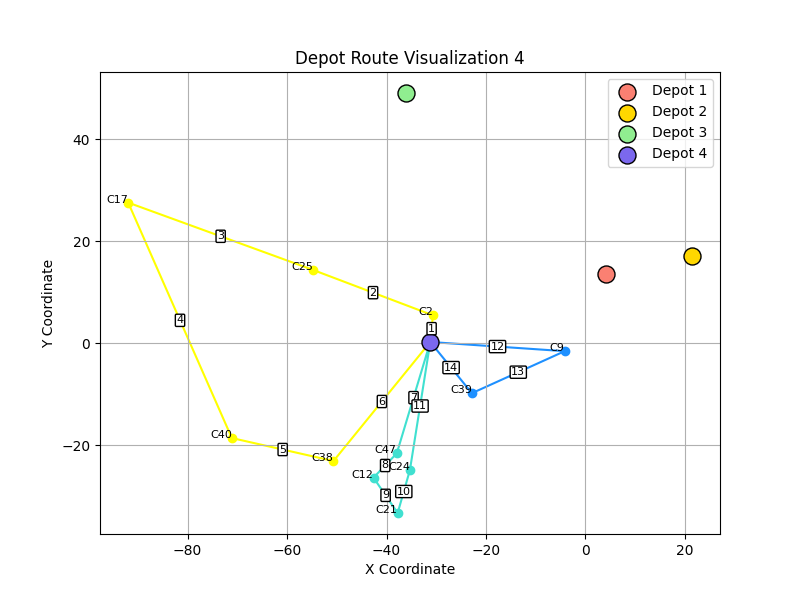 Depot Route Visualization 4
Depot 1
Depot 2
Depot 3
Depot 4
40
20
0
−20
Y Coordinate
C17
3
C25
2
C2
4
1
12
C9
14
13
C39
6
7
11
C40
5
C38
C47
8
C24
C12
10
9
C21
−80
−60
−40
−20
0
20
X Coordinate